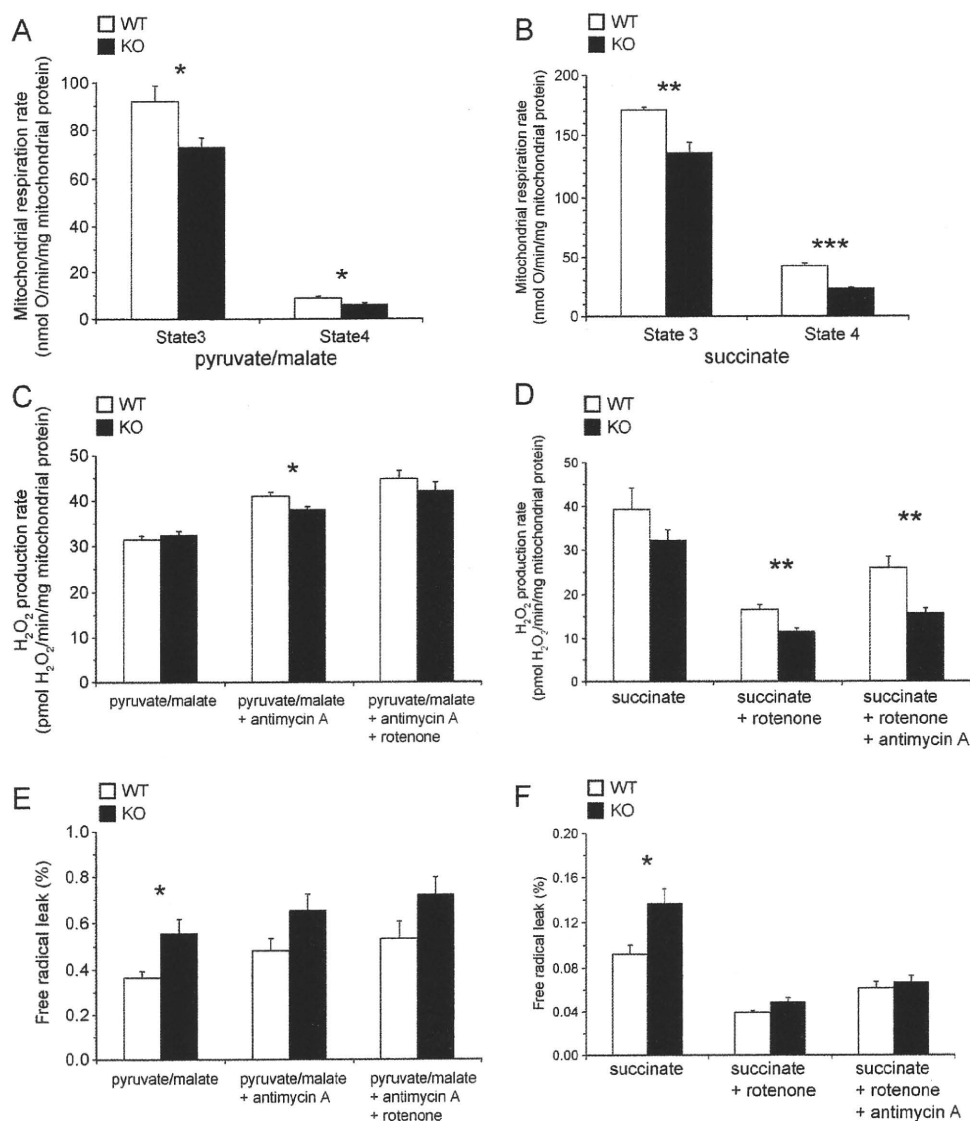 A
WT
KO
Mitochondrial respiration rate
(nmol O/min/mg mitochondrial protein)
100
80
60
40
20
0
*
*
State3
State4
pyruvate/malate
B
WT
KO
Mitochondrial respiration rate
(nmol O/min/mg mitochondrial protein)
200
150
100
50
0
**
***
State 3
State 4
succinate
C
WT
KO
H2O2 production rate
(pmol H2O2/min/mg mitochondrial protein)
50
40
30
20
10
0
*
pyruvate/malate
pyruvate/malate
+ antimycin A
pyruvate/malate
+ antimycin A
+ rotenone
D
WT
KO
H2O2 production rate
(pmol H2O2/min/mg mitochondrial protein)
50
40
30
20
10
0
**
**
succinate
succinate
+ rotenone
succinate
+ rotenone
+ antimycin A
E
WT
KO
Free radical leak (%)
1.0
0.8
0.6
0.4
0.2
0.0
*
pyruvate/malate
pyruvate/malate
+ antimycin A
pyruvate/malate
+ antimycin A
+ rotenone
F
WT
KO
Free radical leak (%)
0.20
0.16
0.12
0.08
0.04
0.00
*
succinate
succinate
+ rotenone
succinate
+ rotenone
+ antimycin A